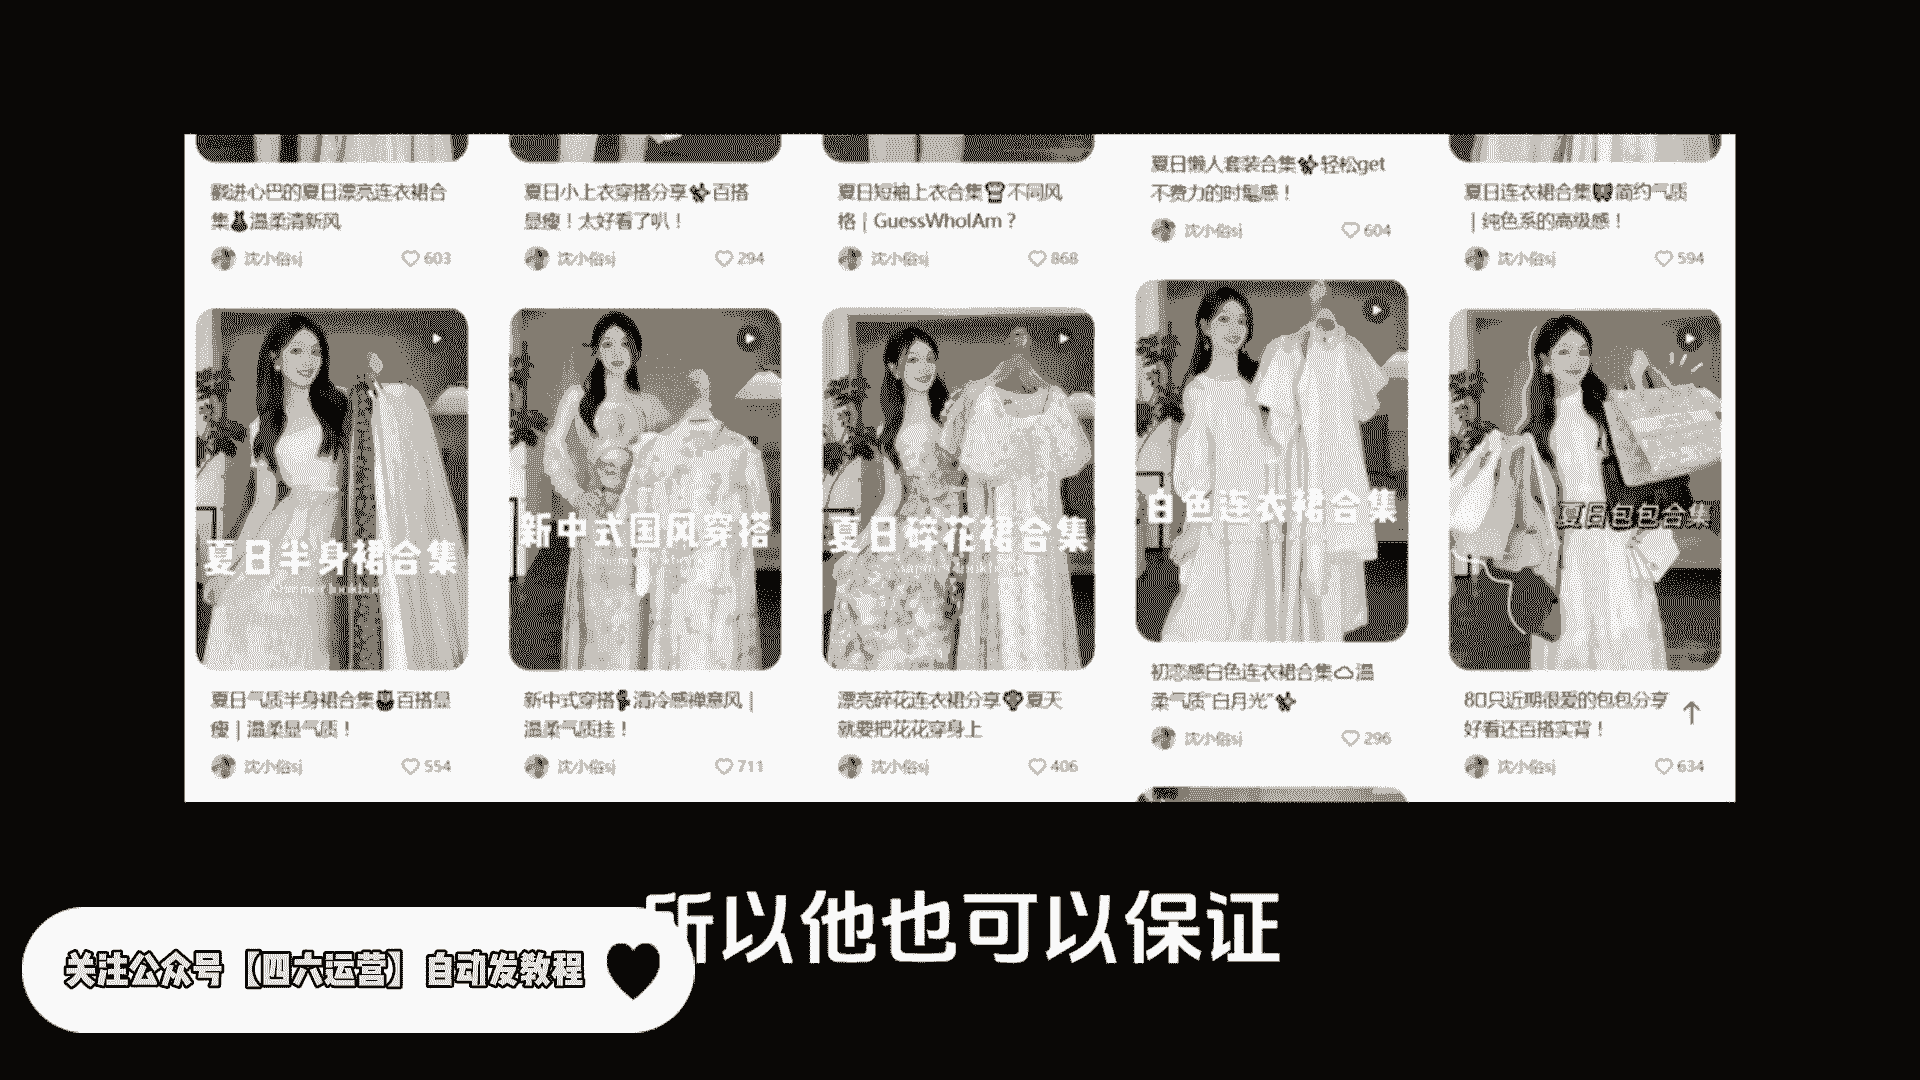 戳进心巴的夏日漂亮连衣裙合
集👗温柔清新风
沈小俗sj
603
夏日小上衣穿搭分享✨百搭
显瘦！太好看了叭！
沈小俗sj
294
夏日短袖上衣合集👚不同风
格｜GuessWhoIAm？
沈小俗sj
868
夏日懒人套装合集✨轻松get
不费力的时髦感！
沈小俗sj
604
夏日连衣裙合集简约气质
｜纯色系的高级感！
沈小俗sj
594
夏日半身裙合集
夏日气质半身裙合集百搭显
瘦｜温柔显气质！
沈小俗sj
554
新中式国风穿搭
新中式穿搭清冷感禅意风｜
温柔气质挂！
沈小俗sj
711
夏日碎花裙合集
漂亮碎花连衣裙分享夏天
就要把花花穿身上
沈小俗sj
406
白色连衣裙合集
初恋感白色连衣裙合集☁温
柔气质“白月光”✨
沈小俗sj
296
夏日包包合集
80只近期很爱的包包分享
好看还百搭实背！
沈小俗sj
634
所以他也可以保证
关注公众号【四六运营】自动发教程